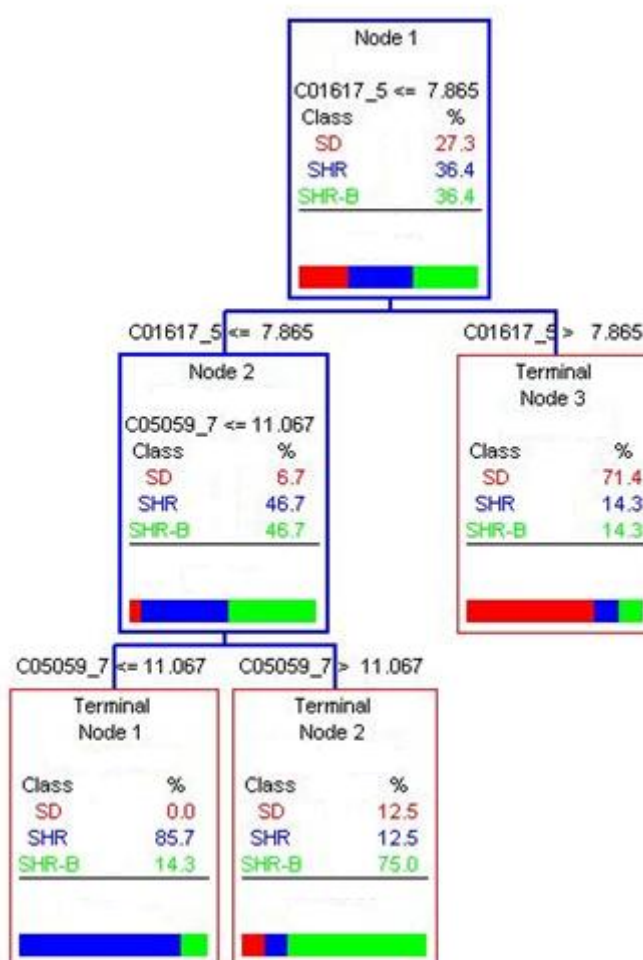 Node 1
C01617_5 <= 7.865
Class %
SD 27.3
SHR 36.4
SHR-B 36.4
C01617_5 <= 7.865
C01617_5 > 7.865
Node 2
C05059_7 <= 11.067
Class %
SD 6.7
SHR 46.7
SHR-B 46.7
Terminal
Node 3
Class %
SD 71.4
SHR 14.3
SHR-B 14.3
C05059_7 <= 11.067
C05059_7 > 11.067
Terminal
Node 1
Class %
SD 0.0
SHR 85.7
SHR-B 14.3
Terminal
Node 2
Class %
SD 12.5
SHR 12.5
SHR-B 75.0